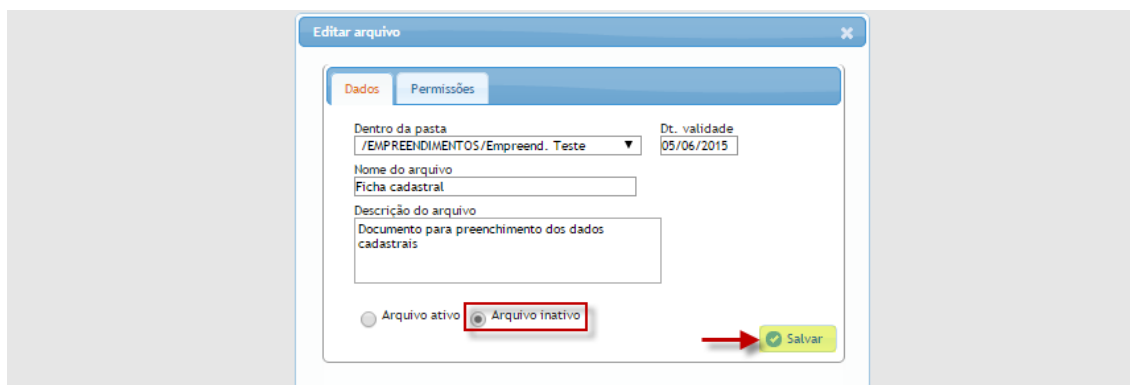 Editar arquivo
Dados Permissões
Dentro da pasta Dt. validade
/EMPREENDIMENTOS/Empreend. Teste 05/06/2015
Nome do arquivo
Ficha cadastral
Descrição do arquivo
Documento para preenchimento dos dados
cadastrais
Arquivo ativo Arquivo inativo
Salvar